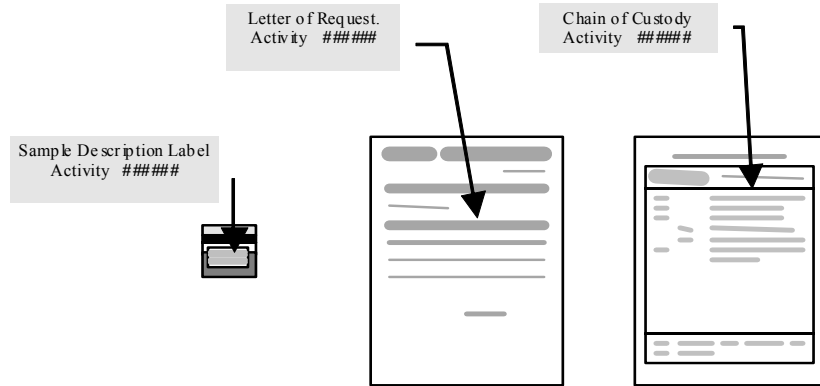 Letter of Request.
Activity ######
Chain of Custody
Activity ######
Sample Description Label
Activity ######